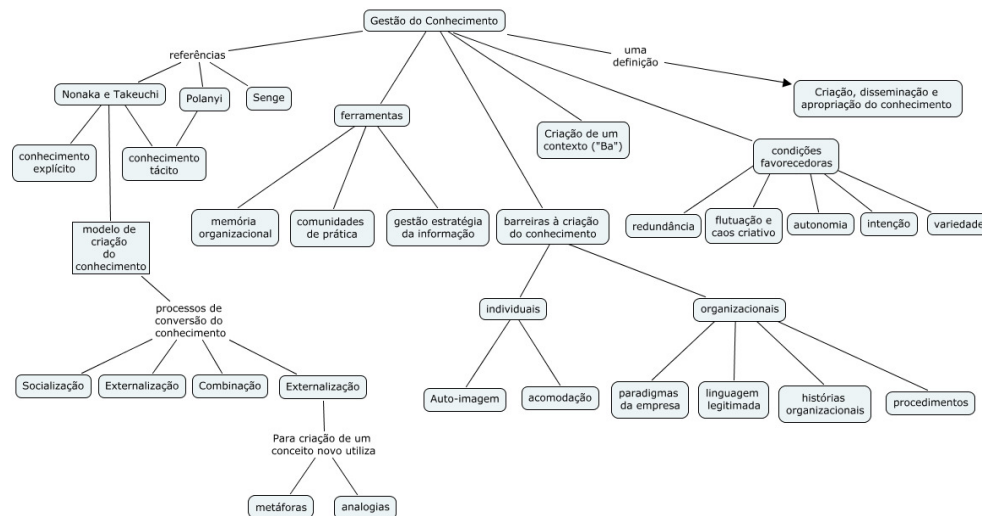 Gestão do Conhecimento
referências
uma
definição
Nonaka e Takeuchi
Polanyi
Senge
Criação, disseminação e
apropriação do conhecimento
ferramentas
Criação de um
contexto ("Ba")
condições
favorecedoras
conhecimento
explícito
conhecimento
tácito
memória
organizacional
comunidades
de prática
gestão estratégia
da informação
barreiras à criação
do conhecimento
redundância
flutuação e
caos criativo
autonomia
intenção
variedade
modelo de
criação
do
conhecimento
processos de
conversão do
conhecimento
individuais
organizacionais
Socialização
Externalização
Combinação
Externalização
Auto-imagem
acomodação
paradigmas
da empresa
linguagem
legitimada
histórias
organizacionais
procedimentos
Para criação de um
conceito novo utiliza
metáforas
analogias